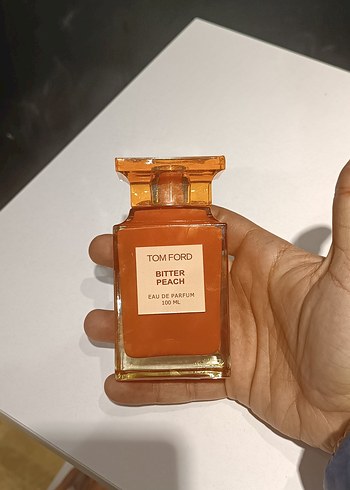 TOM FORD
BITTER
PEACH
EAU DE PARFUM
100 ML